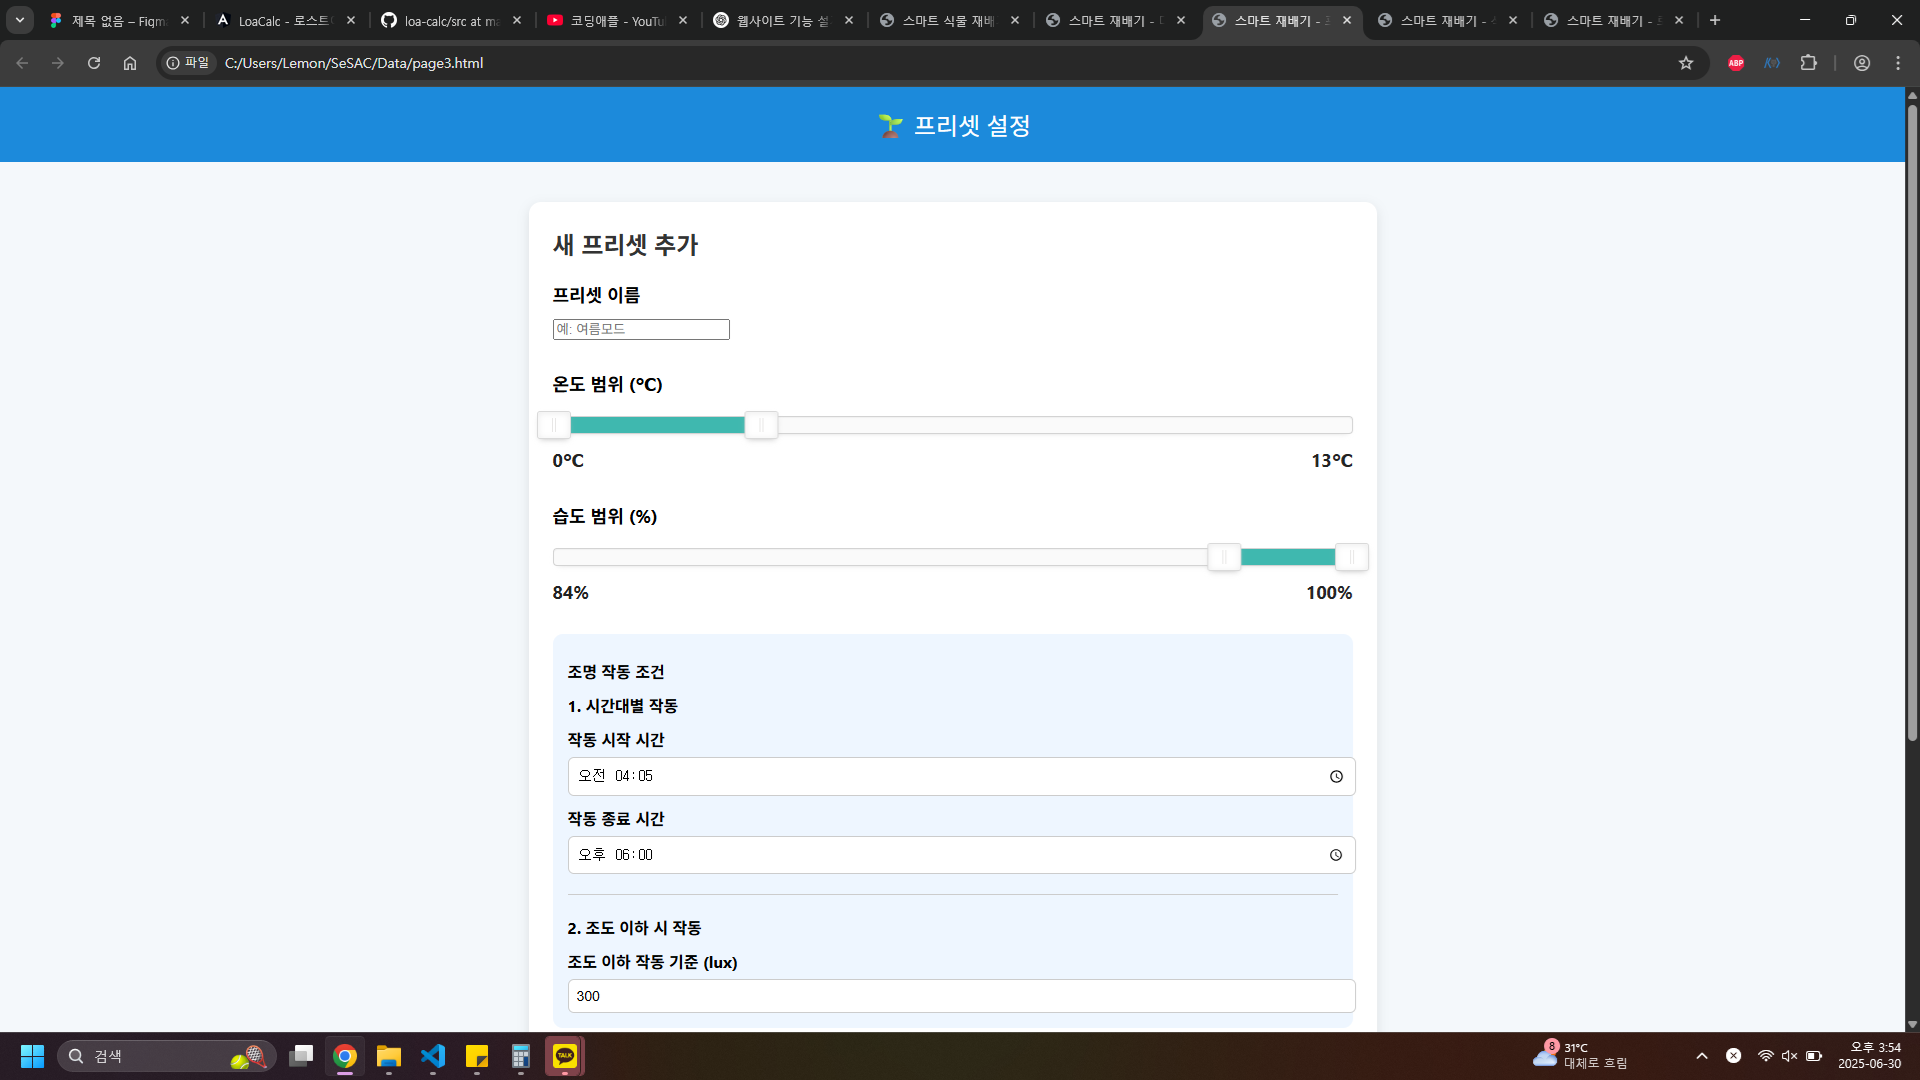 제목 없음 – Figma
LoaCalc - 로스트
loa-calc/src at ma
코딩애플 - YouTu
웹사이트 기능 설
스마트 식물 재배
스마트 재배기 -
스마트 재배기 -
스마트 재배기 -
스마트 재배기 -
파일
C:/Users/Lemon/SeSAC/Data/page3.html
ABP
프리셋 설정
새 프리셋 추가
프리셋 이름
예: 여름모드
온도 범위 (°C)
0°C
13°C
습도 범위 (%)
84%
100%
조명 작동 조건
1. 시간대별 작동
작동 시작 시간
오전 04:05
작동 종료 시간
오후 06:00
2. 조도 이하 시 작동
조도 이하 작동 기준 (lux)
300
검색
TALK
8
31°C
대체로 흐림
오후 3:54
2025-06-30